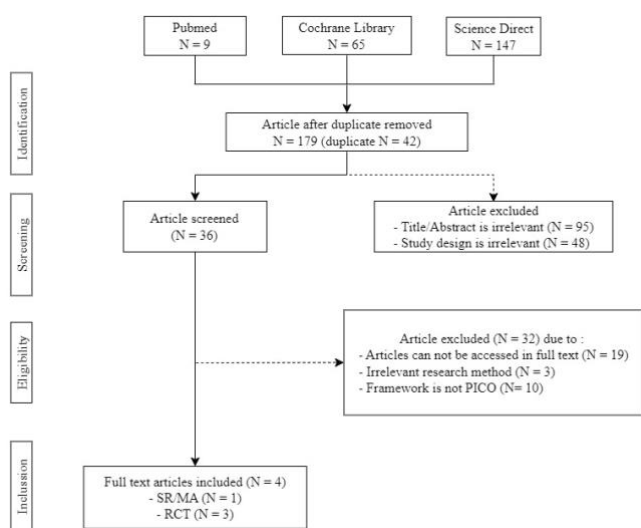 Pubmed
N = 9
Cochrane Library
N = 65
Science Direct
N = 147
Identification
Article after duplicate removed
N = 179 (duplicate N = 42)
Screening
Article screened
(N = 36)
Article excluded
- Title/Abstract is irrelevant (N = 95)
- Study design is irrelevant (N = 48)
Eligibility
Article excluded (N = 32) due to :
- Articles can not be accessed in full text (N = 19)
- Irrelevant research method (N = 3)
- Framework is not PICO (N= 10)
Inclussion
Full text articles included (N = 4)
- SR/MA (N = 1)
- RCT (N = 3)